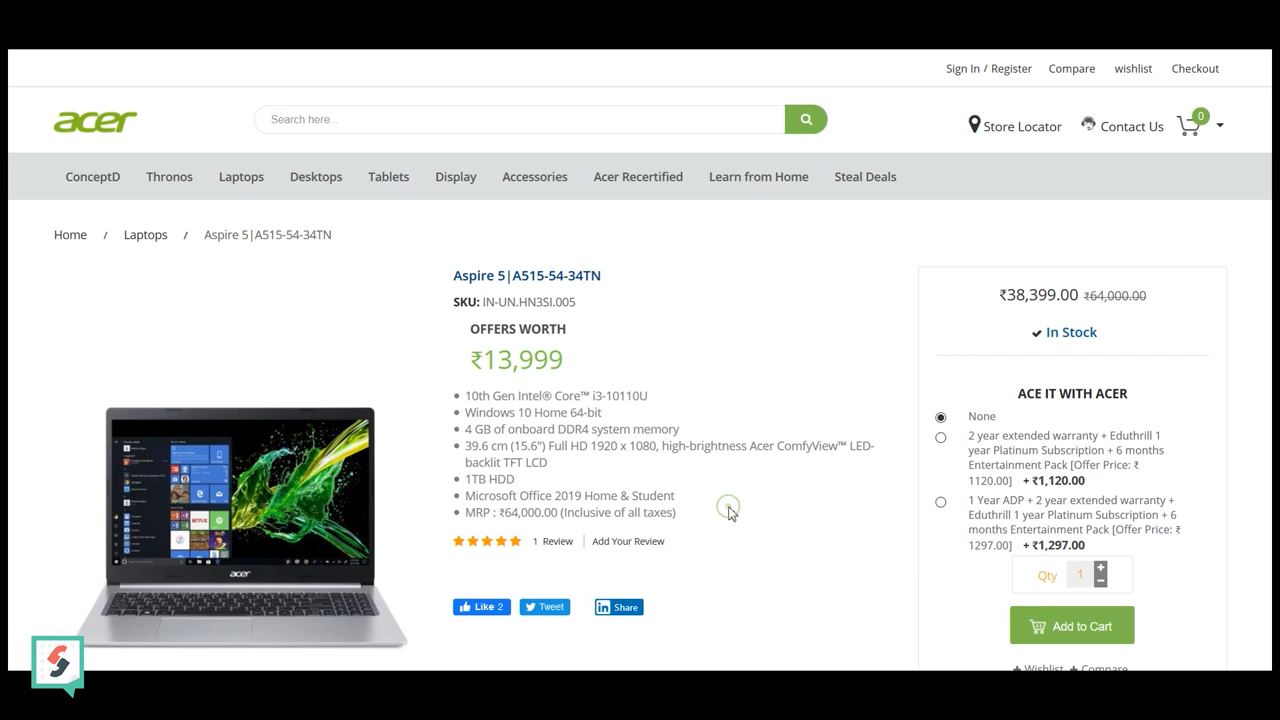 Sign In / Register Compare wishlist Checkout
acer
Search here...
Store Locator Contact Us 0
ConceptD Thronos Laptops Desktops Tablets Display Accessories Acer Recertified Learn from Home Steal Deals
Home / Laptops / Aspire 5|A515-54-34TN
Aspire 5|A515-54-34TN
SKU: IN-UN.HN3SI.005
OFFERS WORTH
₹13,999
10th Gen Intel® Core™ i3-10110U
Windows 10 Home 64-bit
4 GB of onboard DDR4 system memory
39.6 cm (15.6") Full HD 1920 x 1080, high-brightness Acer ComfyView™ LED-
backlit TFT LCD
1TB HDD
Microsoft Office 2019 Home & Student
MRP : ₹64,000.00 (Inclusive of all taxes)
1 Review Add Your Review
Like 2 Tweet in Share
acer
₹38,399.00 ₹64,000.00
In Stock
ACE IT WITH ACER
None
2 year extended warranty + Eduthrill 1
year Platinum Subscription + 6 months
Entertainment Pack [Offer Price: ₹
1120.00] + ₹1,120.00
1 Year ADP + 2 year extended warranty +
Eduthrill 1 year Platinum Subscription + 6
months Entertainment Pack [Offer Price: ₹
1297.00] + ₹1,297.00
Qty 1 + −
Add to Cart
+ Wishlist + Compare